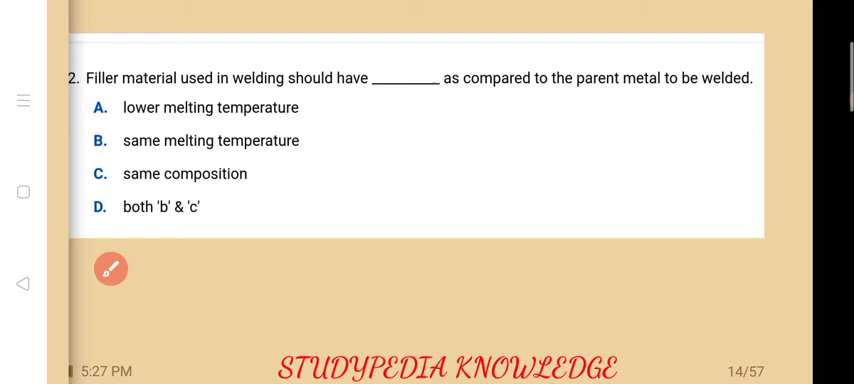 2. Filler material used in welding should have _________ as compared to the parent metal to be welded.
A. lower melting temperature
B. same melting temperature
C. same composition
D. both 'b' & 'c'
5:27 PM
STUDYPEDIA KNOWLEDGE
14/57